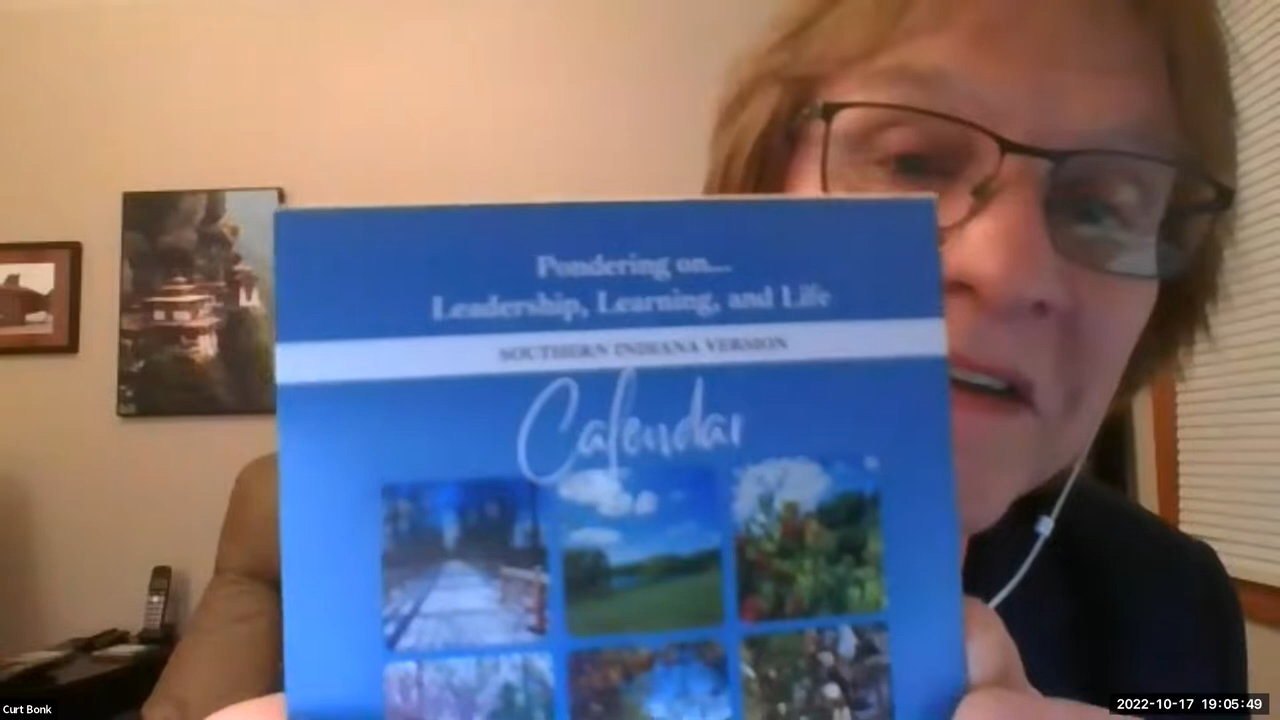 Pondering on...
Leadership, Learning, and Life
SOUTHERN INDIANA VERSION
Calendar
Curt Bonk
2022-10-17 19:05:49